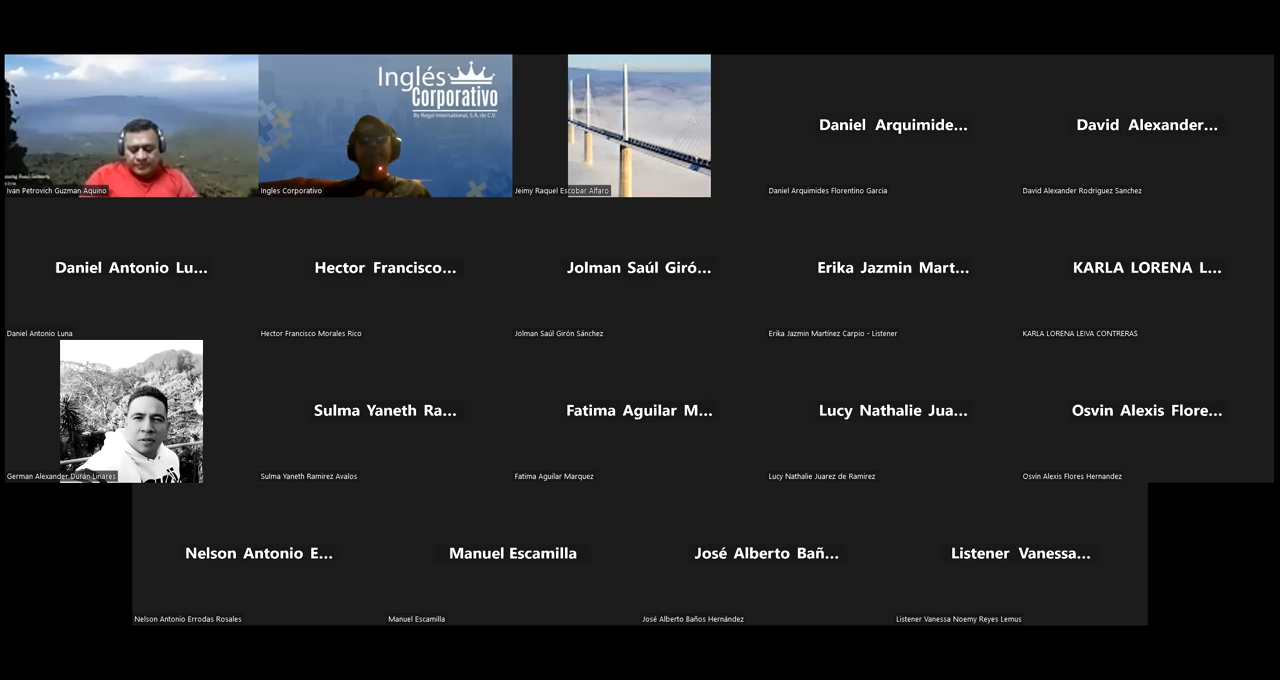 Inglés
Corporativo
By Regal International, S.A. de C.V.
Daniel Arquimide...
David Alexander...
Ivan Petrovich Guzman Aquino
Ingles Corporativo
Jeimy Raquel Escobar Alfaro
Daniel Arquimides Florentino Garcia
David Alexander Rodriguez Sanchez
Daniel Antonio Lu...
Hector Francisco...
Jolman Saúl Giró...
Erika Jazmin Mart...
KARLA LORENA L...
Daniel Antonio Luna
Hector Francisco Morales Rico
Jolman Saúl Girón Sánchez
Erika Jazmin Martínez Carpio - Listener
KARLA LORENA LEIVA CONTRERAS
Sulma Yaneth Ra...
Fatima Aguilar M...
Lucy Nathalie Jua...
Osvin Alexis Flore...
German Alexander Durán Linares
Sulma Yaneth Ramirez Avalos
Fatima Aguilar Marquez
Lucy Nathalie Juarez de Ramirez
Osvin Alexis Flores Hernandez
Nelson Antonio E...
Manuel Escamilla
José Alberto Bañ...
Listener Vanessa...
Nelson Antonio Errodas Rosales
Manuel Escamilla
José Alberto Baños Hernández
Listener Vanessa Noemy Reyes Lemus